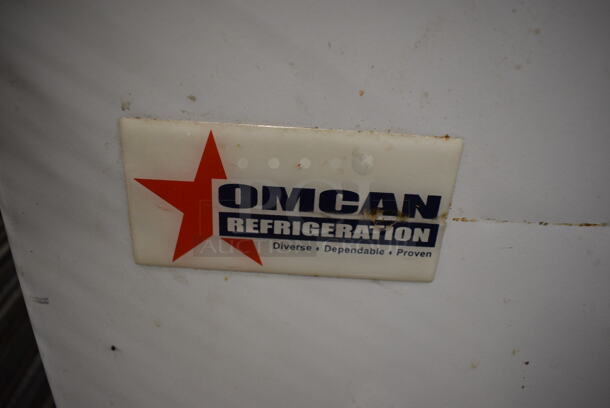 OMCAN
REFRIGERATION
Diverse • Dependable • Proven